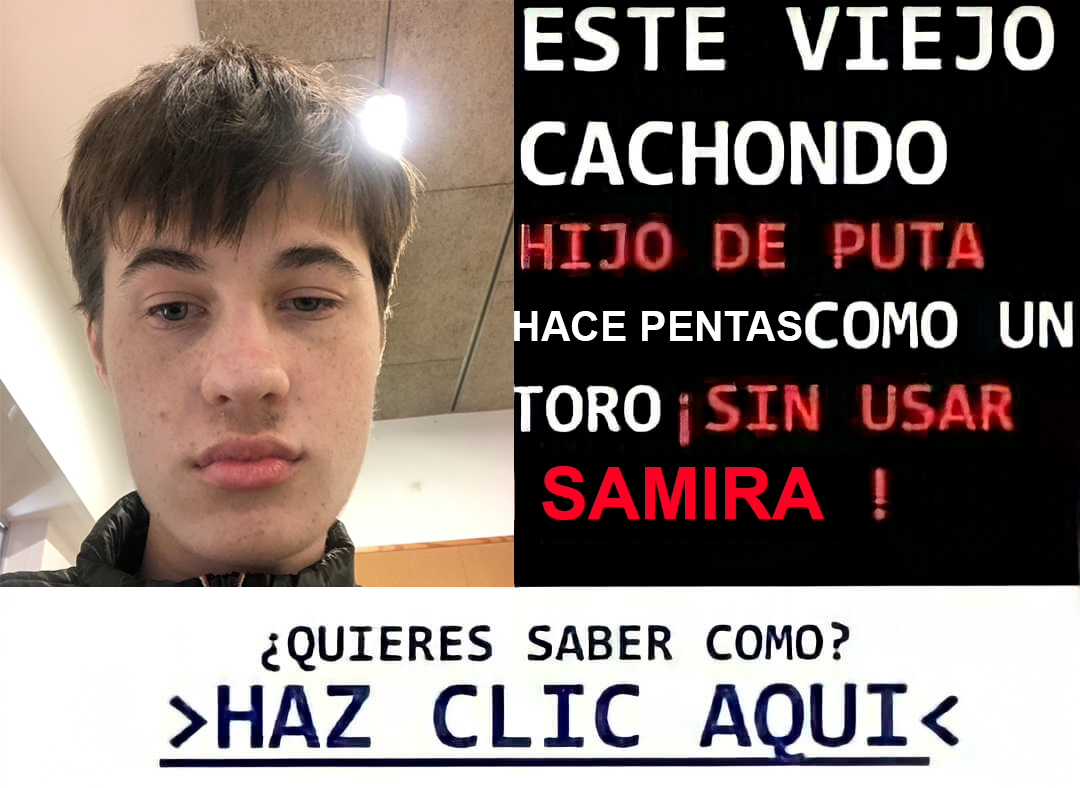 ESTE VIEJO
CACHONDO
HIJO DE PUTA
HACE PENTAS COMO UN
TORO ¡SIN USAR
SAMIRA !
¿QUIERES SABER COMO?
>HAZ CLIC AQUI<